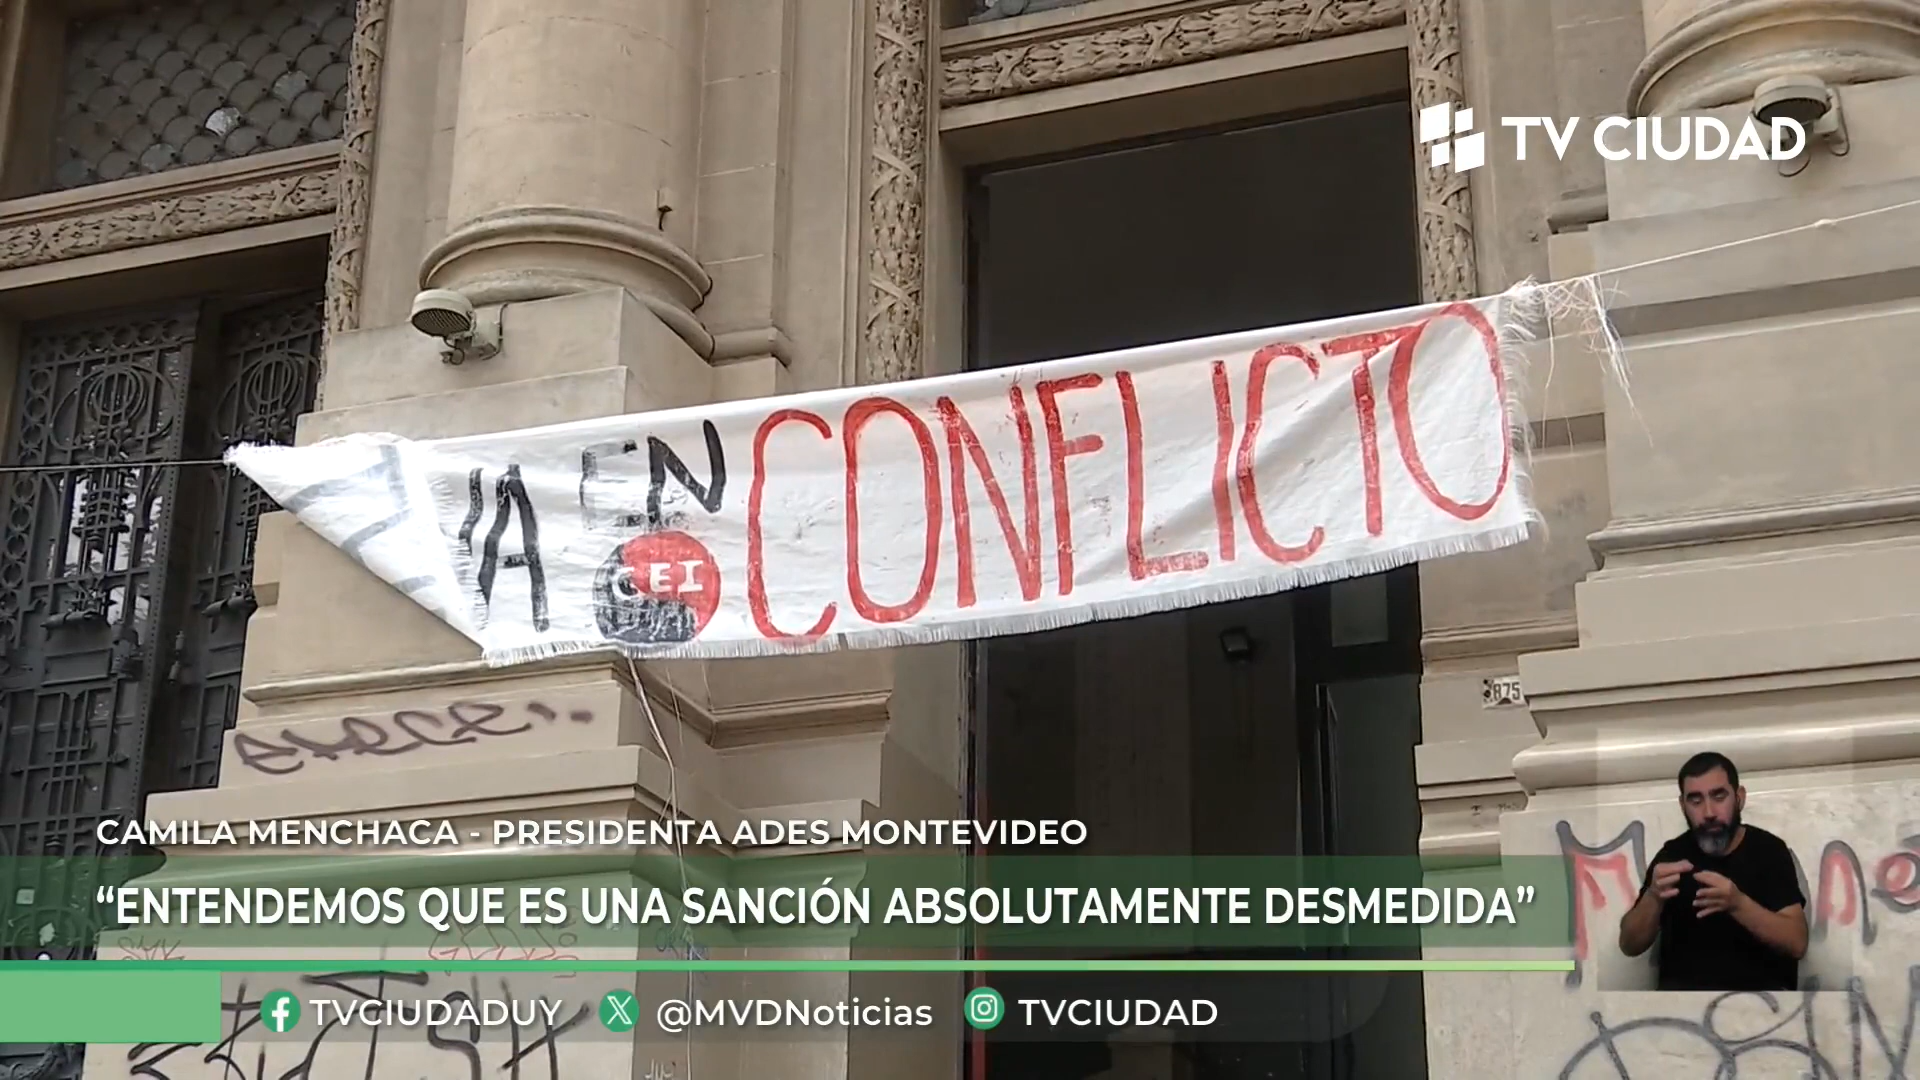 TV CIUDAD
VA EN CONFLICTO
CEI
875
CAMILA MENCHACA - PRESIDENTA ADES MONTEVIDEO
“ENTENDEMOS QUE ES UNA SANCIÓN ABSOLUTAMENTE DESMEDIDA”
TVCIUDADUY @MVDNoticias TVCIUDAD